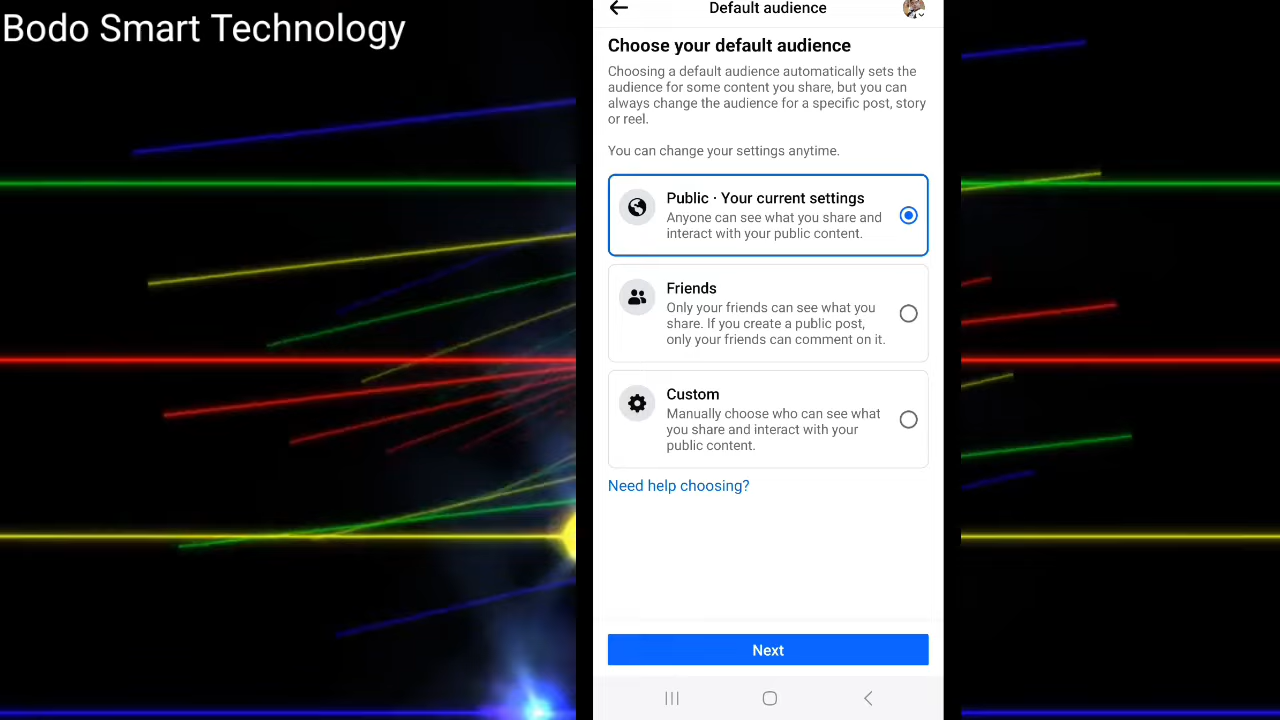 Bodo Smart Technology
Default audience
Choose your default audience
Choosing a default audience automatically sets the
audience for some content you share, but you can
always change the audience for a specific post, story
or reel.
You can change your settings anytime.
Public · Your current settings
Anyone can see what you share and
interact with your public content.
Friends
Only your friends can see what you
share. If you create a public post,
only your friends can comment on it.
Custom
Manually choose who can see what
you share and interact with your
public content.
Need help choosing?
Next